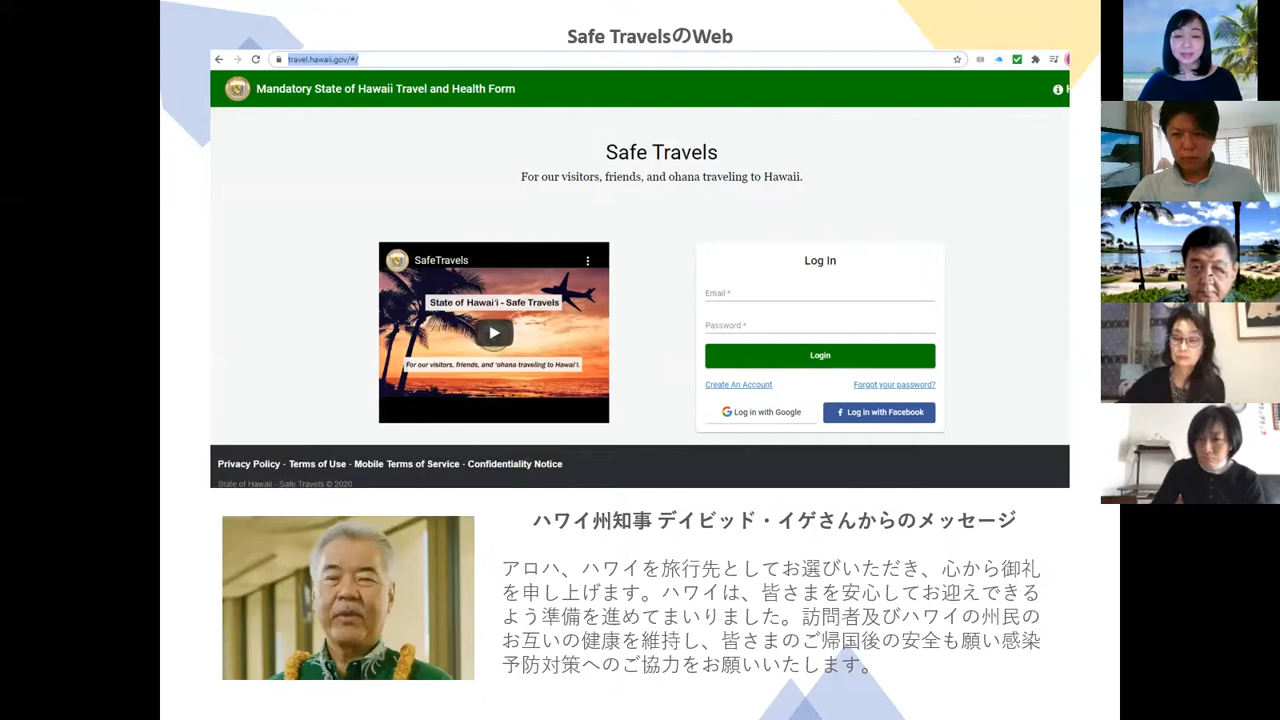 Safe TravelsのWeb
travel.hawaii.gov/#/
Mandatory State of Hawaii Travel and Health Form
Safe Travels
For our visitors, friends, and ohana traveling to Hawaii.
SafeTravels
State of Hawaiʻi - Safe Travels
For our visitors, friends, and ʻohana traveling to Hawaiʻi.
Log In
Email *
Password *
Login
Create An Account
Forgot your password?
Log in with Google
Log in with Facebook
Privacy Policy - Terms of Use - Mobile Terms of Service - Confidentiality Notice
State of Hawaii - Safe Travels © 2020
ハワイ州知事 デイビッド・イゲさんからのメッセージ
アロハ、ハワイを旅行先としてお選びいただき、心から御礼
を申し上げます。ハワイは、皆さまを安心してお迎えできる
よう準備を進めてまいりました。訪問者及びハワイの州民の
お互いの健康を維持し、皆さまのご帰国後の安全も願い感染
予防対策へのご協力をお願いいたします。